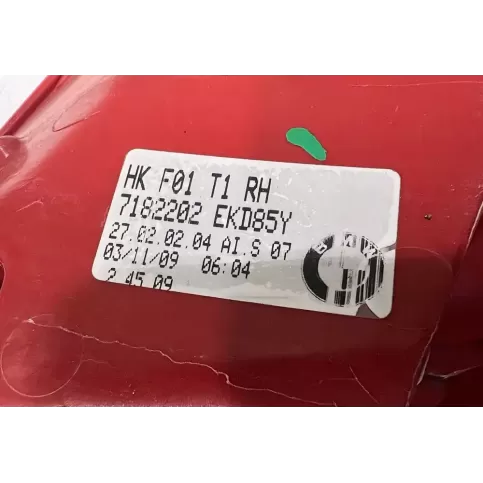 HK F01 T1 RH
7182202 EKD85Y
27.02.02.04 AI.S 07
03/11/09 06:04
2 45 09
BMW